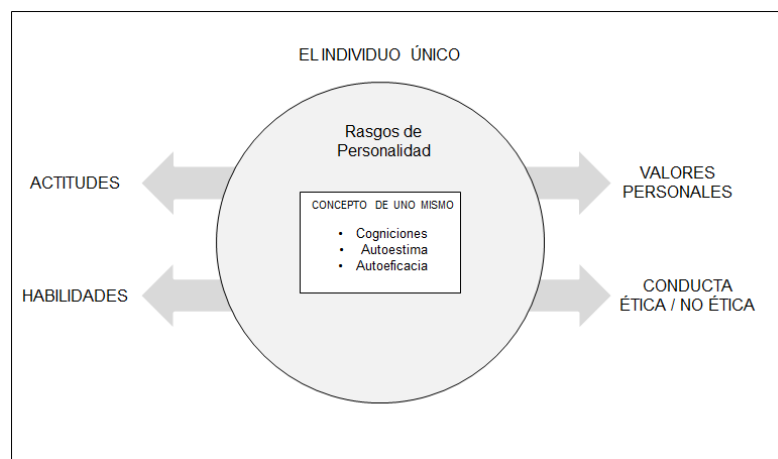 EL INDIVIDUO ÚNICO
Rasgos de
Personalidad
ACTITUDES
VALORES
PERSONALES
CONCEPTO DE UNO MISMO
• Cogniciones
• Autoestima
• Autoeficacia
HABILIDADES
CONDUCTA
ÉTICA / NO ÉTICA